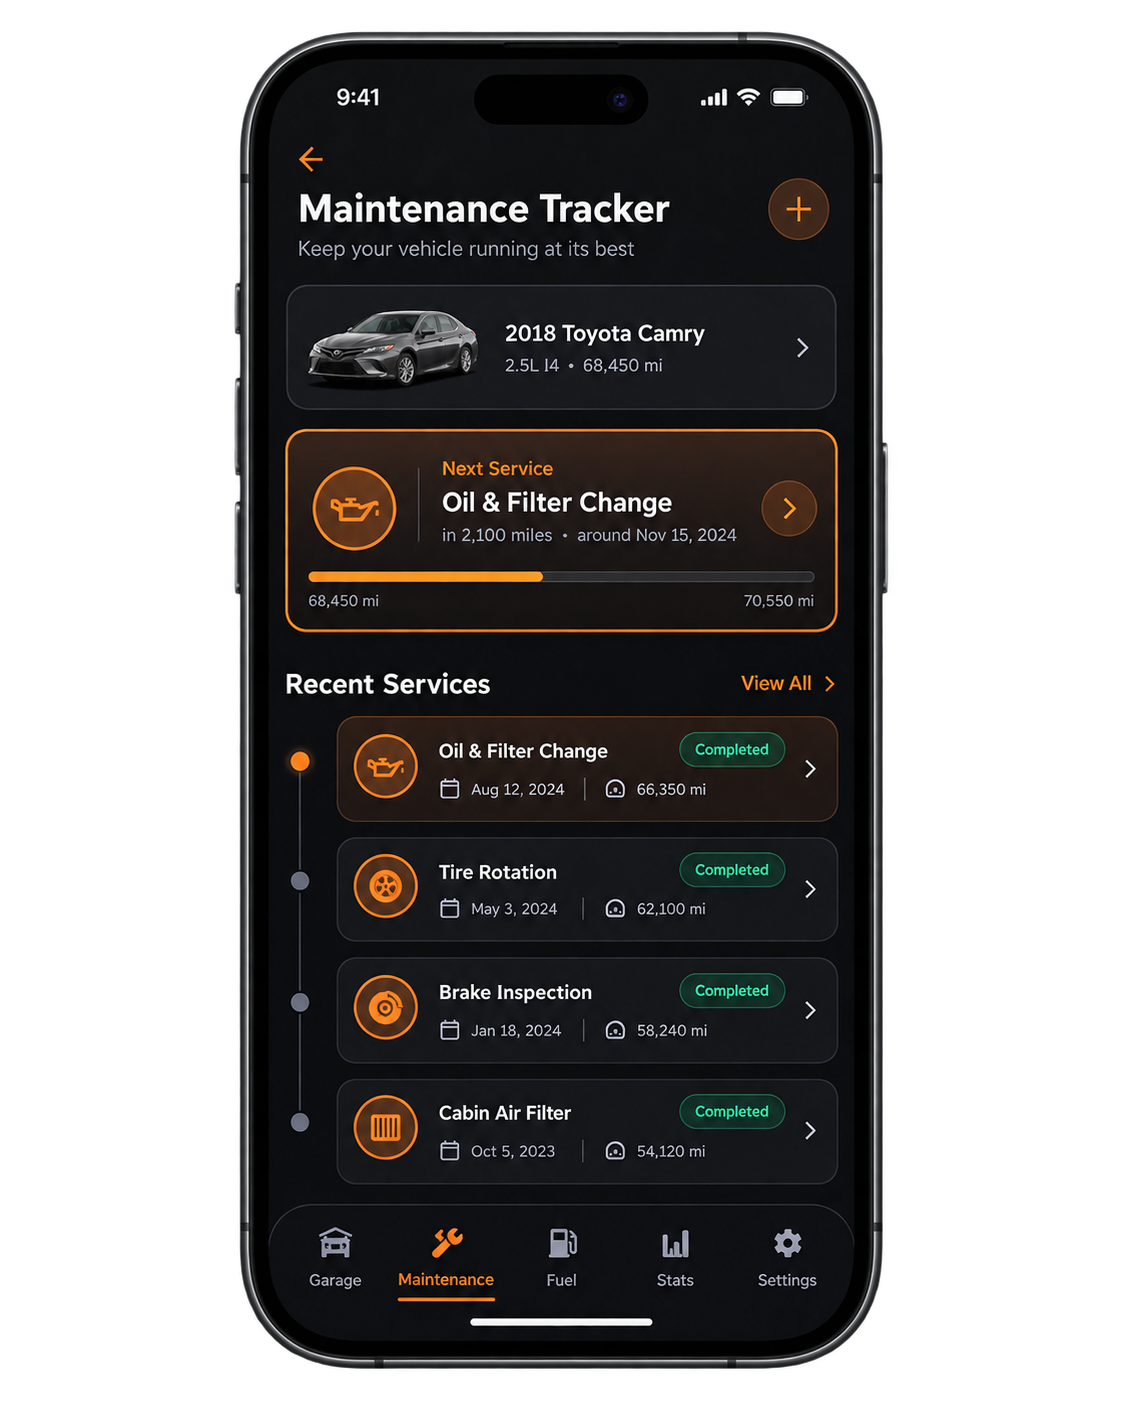 9:41
Maintenance Tracker
Keep your vehicle running at its best
2018 Toyota Camry
2.5L I4 • 68,450 mi
Next Service
Oil & Filter Change
in 2,100 miles • around Nov 15, 2024
68,450 mi 70,550 mi
Recent Services View All
Oil & Filter Change Completed
Aug 12, 2024 66,350 mi
Tire Rotation Completed
May 3, 2024 62,100 mi
Brake Inspection Completed
Jan 18, 2024 58,240 mi
Cabin Air Filter Completed
Oct 5, 2023 54,120 mi
Garage Maintenance Fuel Stats Settings